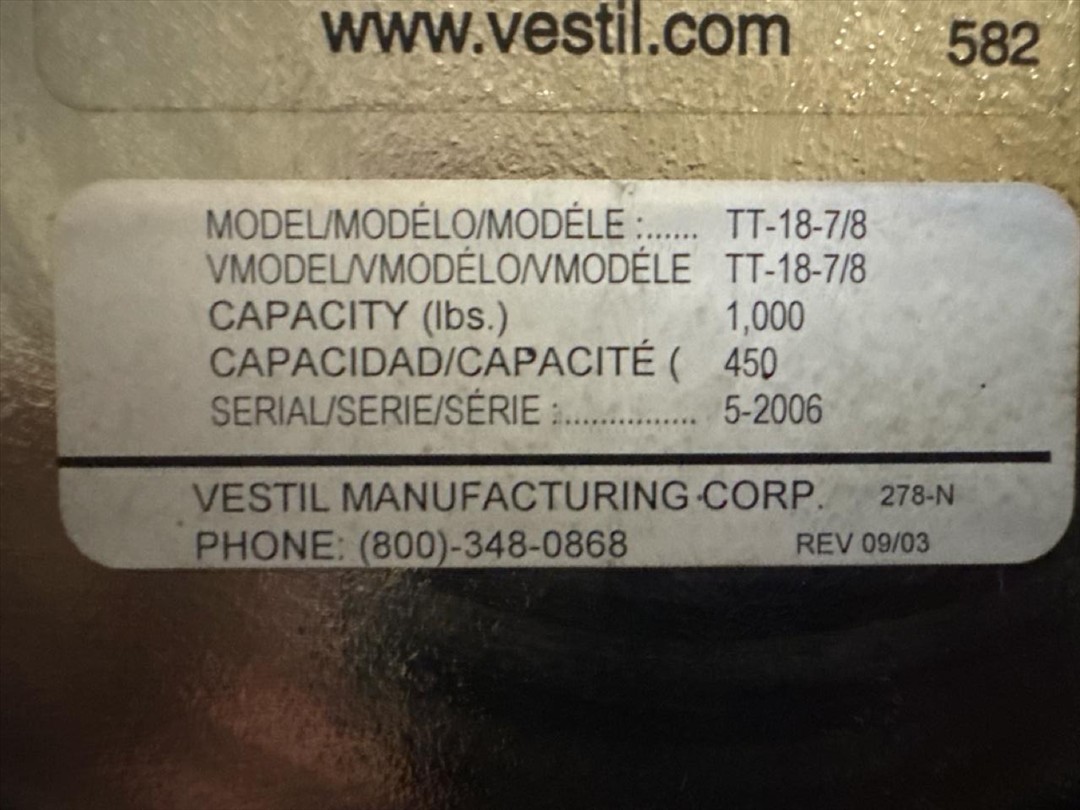 www.vestil.com 582
MODEL/MODÉLO/MODÉLE :...... TT-18-7/8
VMODEL/VMODÉLO/VMODÉLE TT-18-7/8
CAPACITY (lbs.) 1,000
CAPACIDAD/CAPACITÉ ( 450
SERIAL/SERIE/SÉRIE :................ 5-2006
VESTIL MANUFACTURING CORP. 278-N
PHONE: (800)-348-0868 REV 09/03